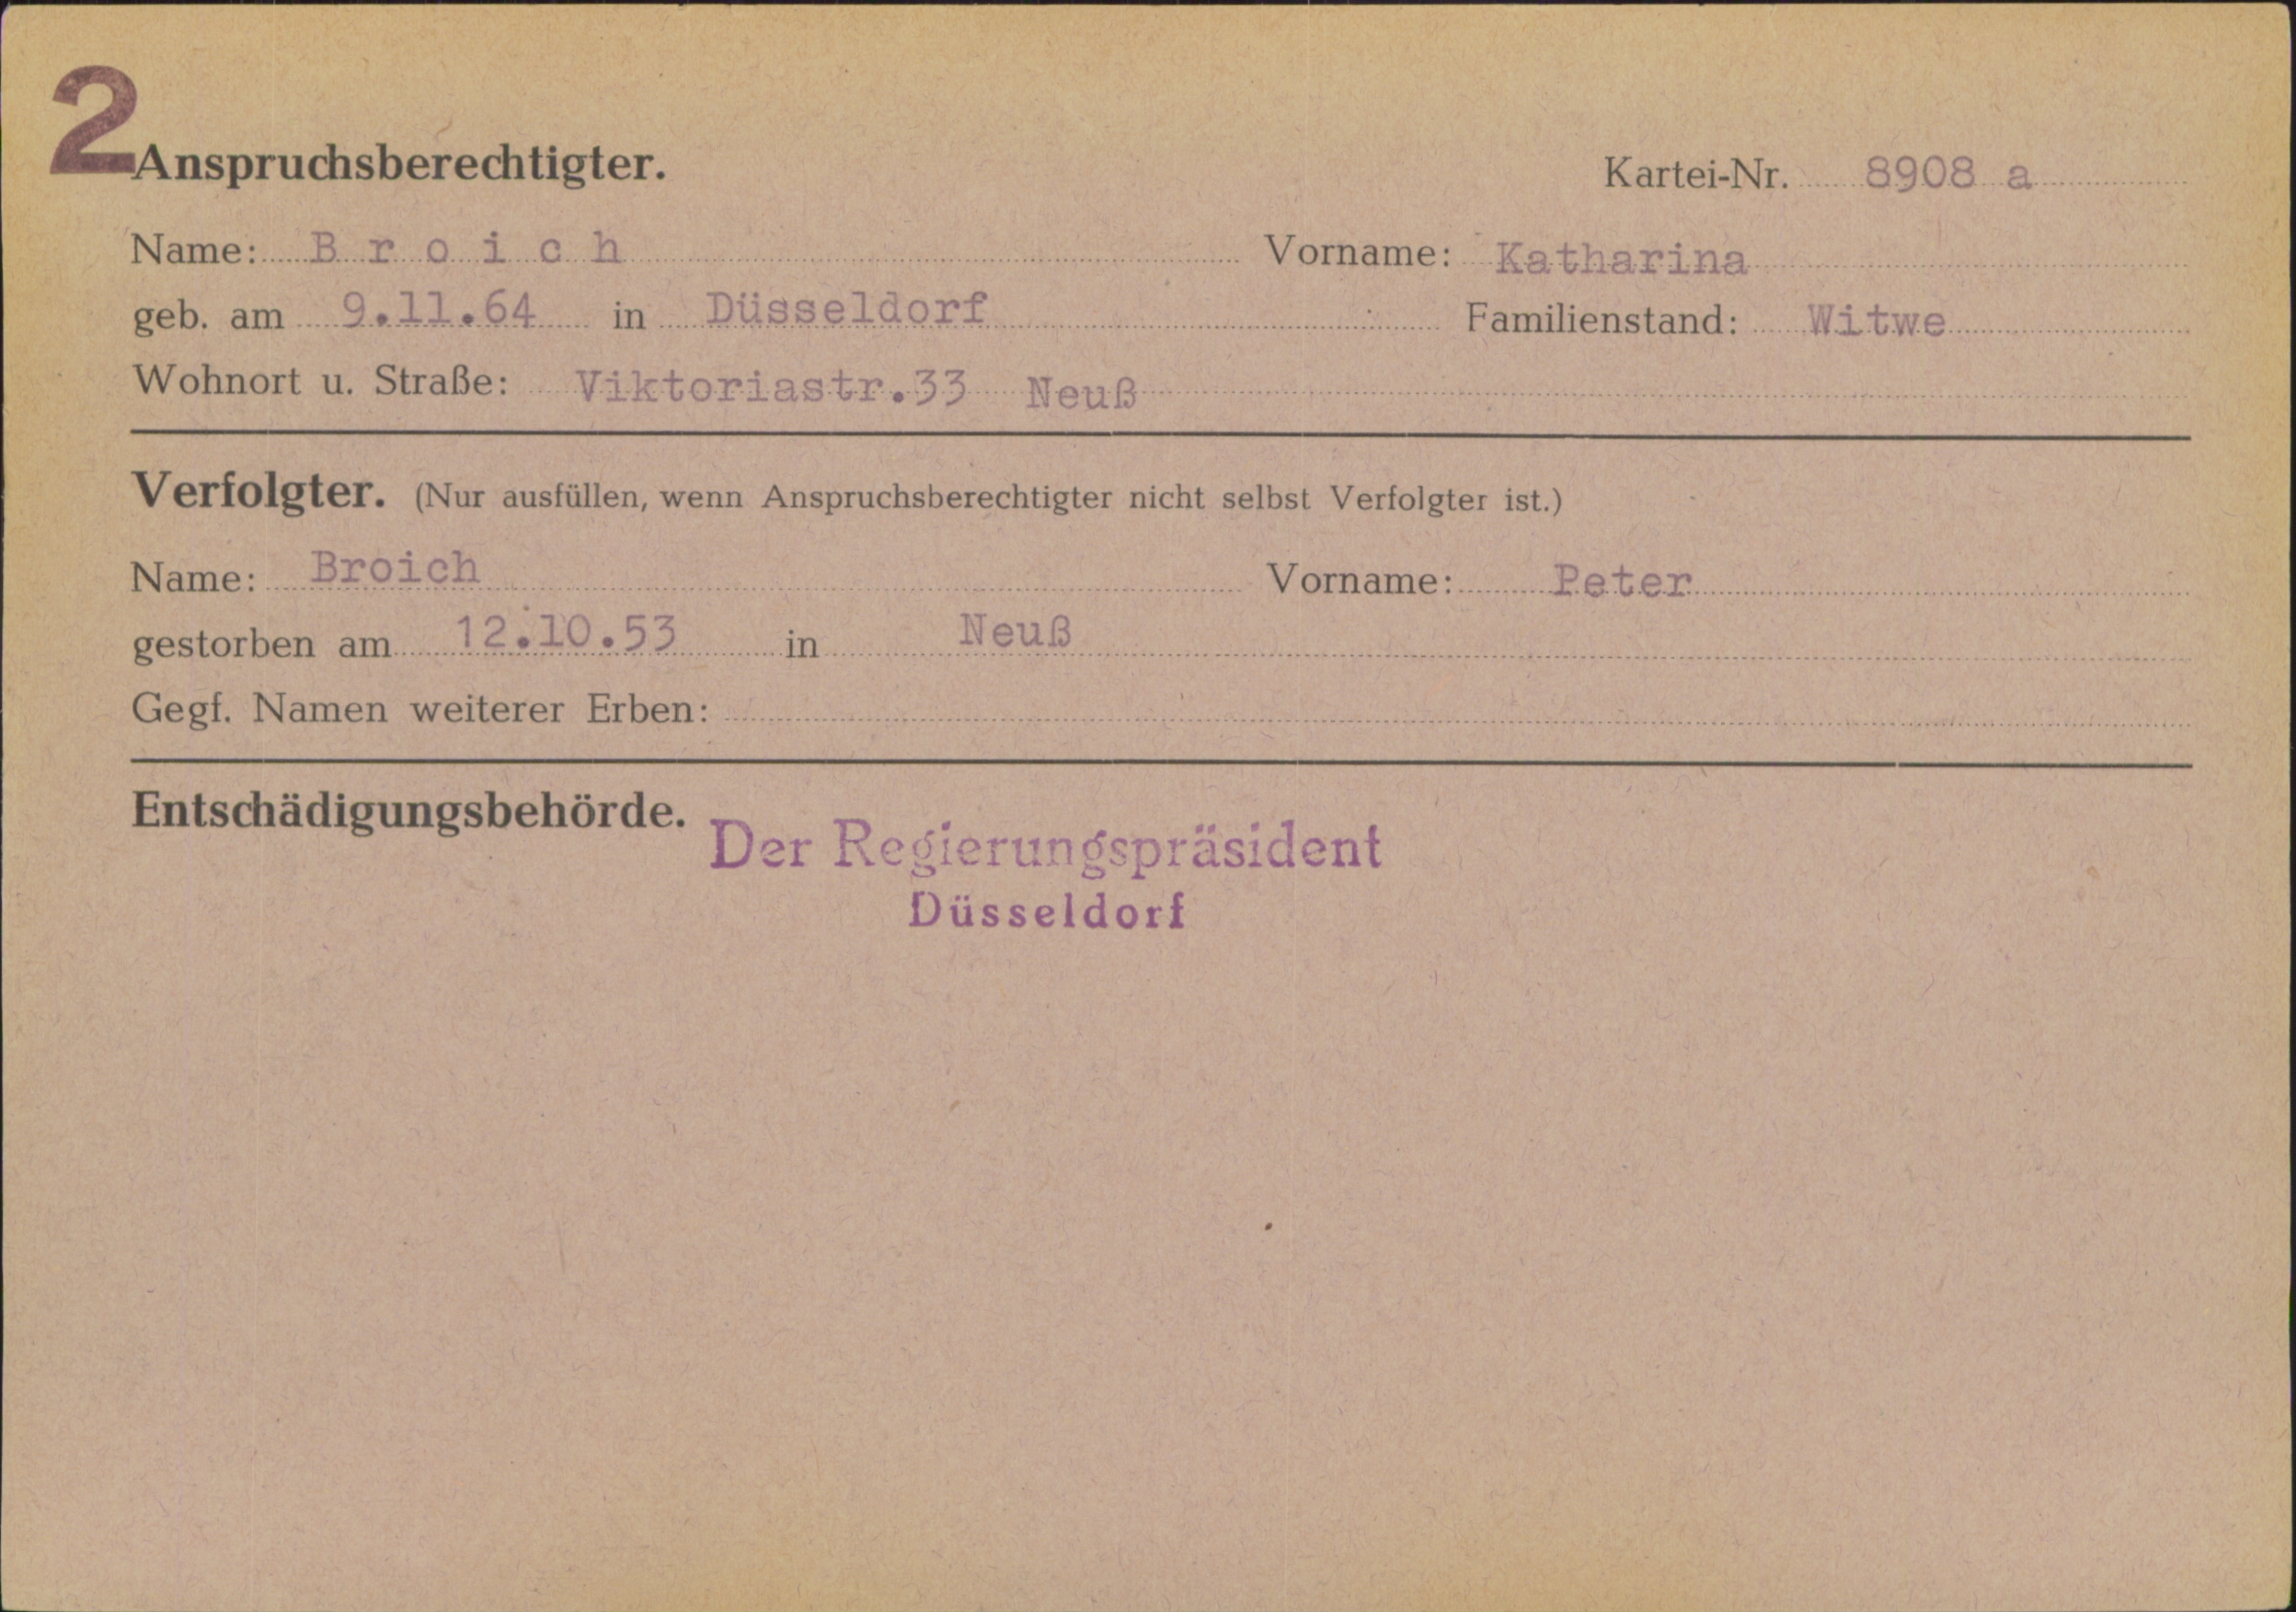 2
Anspruchsberechtigter.
Kartei-Nr. 8908 a
Name: B r o i c h Vorname: Katharina
geb. am 9.11.64 in Düsseldorf Familienstand: Witwe
Wohnort u. Straße: Viktoriastr.33 Neuß
Verfolgter. (Nur ausfüllen, wenn Anspruchsberechtigter nicht selbst Verfolgter ist.)
Name: Broich Vorname: Peter
gestorben am 12.10.53 in Neuß
Gegf. Namen weiterer Erben:
Entschädigungsbehörde.
Der Regierungspräsident
Düsseldorf